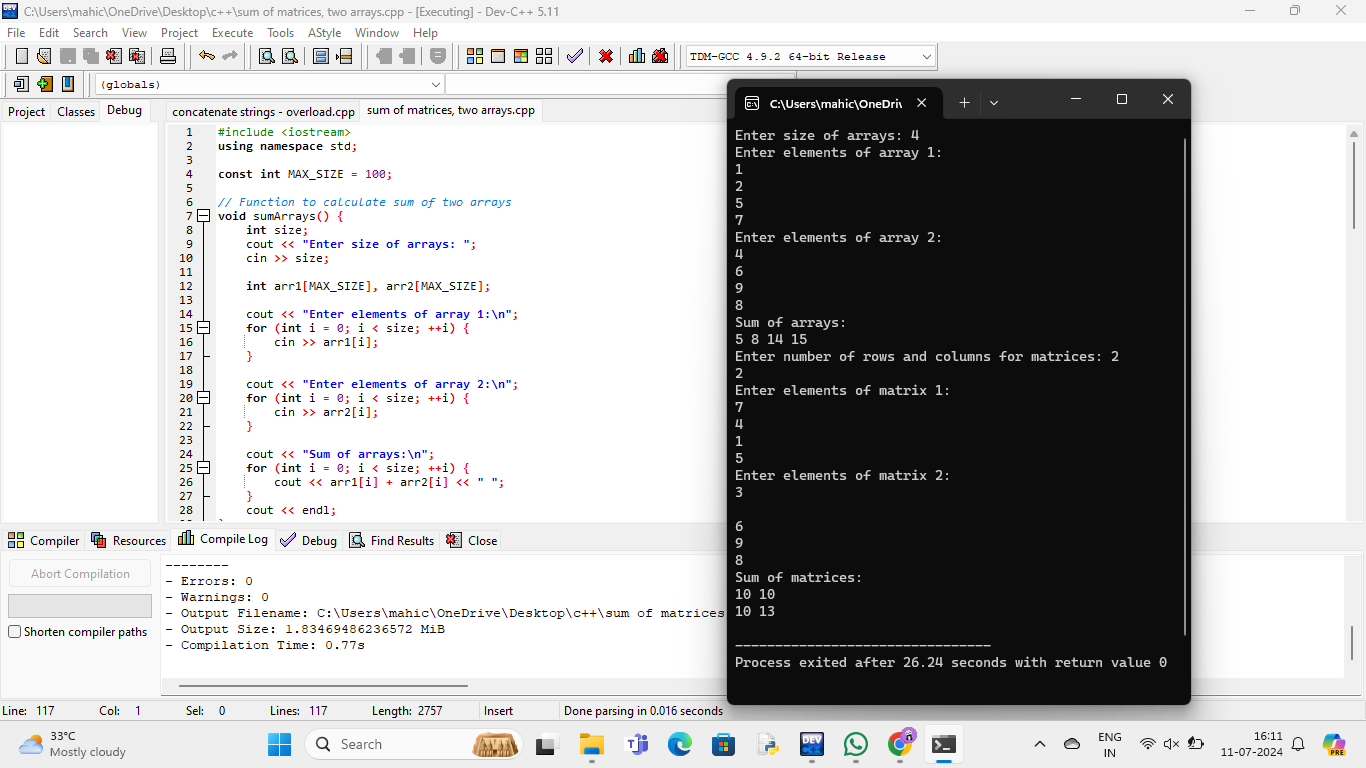 C:\Users\mahic\OneDrive\Desktop\c++\sum of matrices, two arrays.cpp - [Executing] - Dev-C++ 5.11
File Edit Search View Project Execute Tools AStyle Window Help
TDM-GCC 4.9.2 64-bit Release
(globals)
Project Classes Debug
concatenate strings - overload.cpp sum of matrices, two arrays.cpp
1 #include <iostream>
2 using namespace std;
3
4 const int MAX_SIZE = 100;
5
6 // Function to calculate sum of two arrays
7 void sumArrays() {
8 int size;
9 cout << "Enter size of arrays: ";
10 cin >> size;
11
12 int arr1[MAX_SIZE], arr2[MAX_SIZE];
13
14 cout << "Enter elements of array 1:\n";
15 for (int i = 0; i < size; ++i) {
16 cin >> arr1[i];
17 }
18
19 cout << "Enter elements of array 2:\n";
20 for (int i = 0; i < size; ++i) {
21 cin >> arr2[i];
22 }
23
24 cout << "Sum of arrays:\n";
25 for (int i = 0; i < size; ++i) {
26 cout << arr1[i] + arr2[i] << " ";
27 }
28 cout << endl;
C:\Users\mahic\OneDri
Enter size of arrays: 4
Enter elements of array 1:
1
2
5
7
Enter elements of array 2:
4
6
9
8
Sum of arrays:
5 8 14 15
Enter number of rows and columns for matrices: 2
2
Enter elements of matrix 1:
7
4
1
5
Enter elements of matrix 2:
3
6
9
8
Sum of matrices:
10 10
10 13
--------------------------------
Process exited after 26.24 seconds with return value 0
Compiler Resources Compile Log Debug Find Results Close
Abort Compilation
Shorten compiler paths
--------
- Errors: 0
- Warnings: 0
- Output Filename: C:\Users\mahic\OneDrive\Desktop\c++\sum of matrices
- Output Size: 1.83469486236572 MiB
- Compilation Time: 0.77s
Line: 117 Col: 1 Sel: 0 Lines: 117 Length: 2757 Insert Done parsing in 0.016 seconds
33°C
Mostly cloudy
Search
DEV
PRE
ENG
IN
16:11
11-07-2024